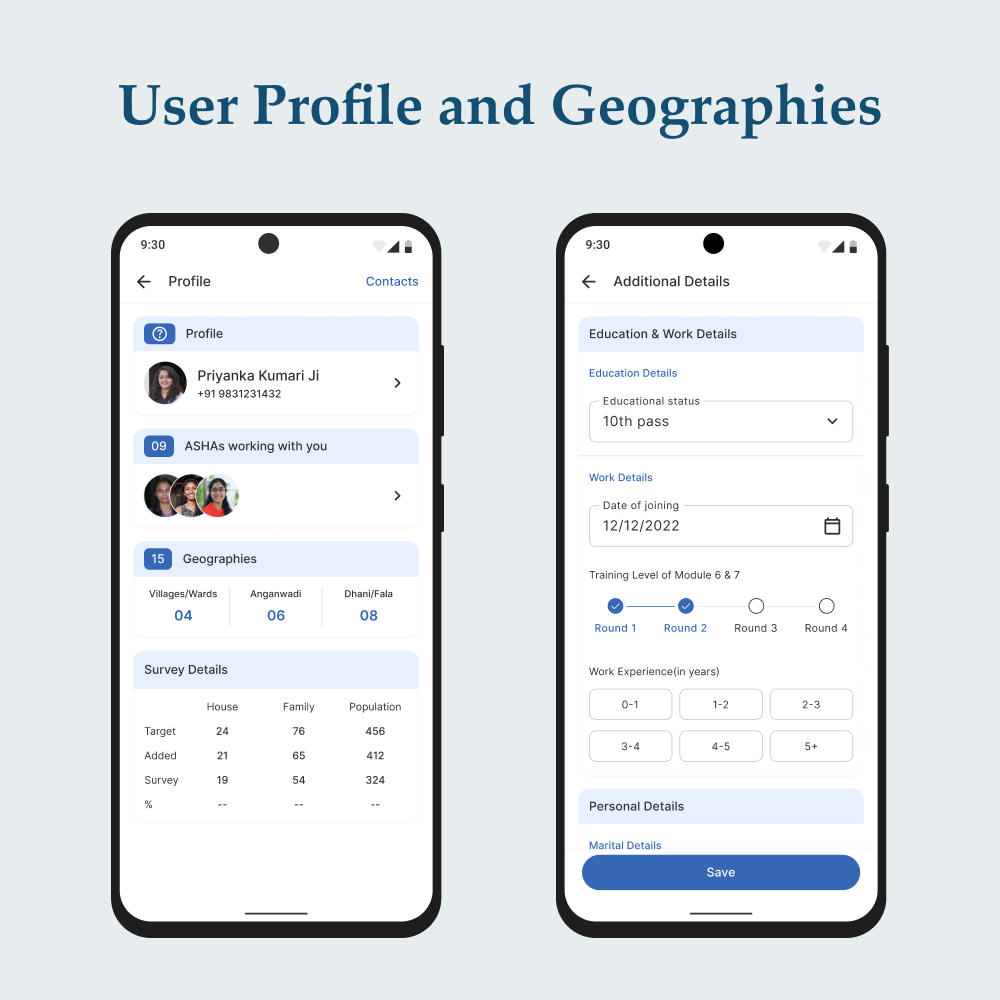 User Profile and Geographies
9:30
Profile
Contacts
Profile
Priyanka Kumari Ji
+91 9831231432
09 ASHAs working with you
15 Geographies
Villages/Wards Anganwadi Dhani/Fala
04 06 08
Survey Details
House Family Population
Target 24 76 456
Added 21 65 412
Survey 19 54 324
% -- -- --
9:30
Additional Details
Education & Work Details
Education Details
Educational status
10th pass
Work Details
Date of joining
12/12/2022
Training Level of Module 6 & 7
Round 1 Round 2 Round 3 Round 4
Work Experience(in years)
0-1 1-2 2-3
3-4 4-5 5+
Personal Details
Marital Details
Save